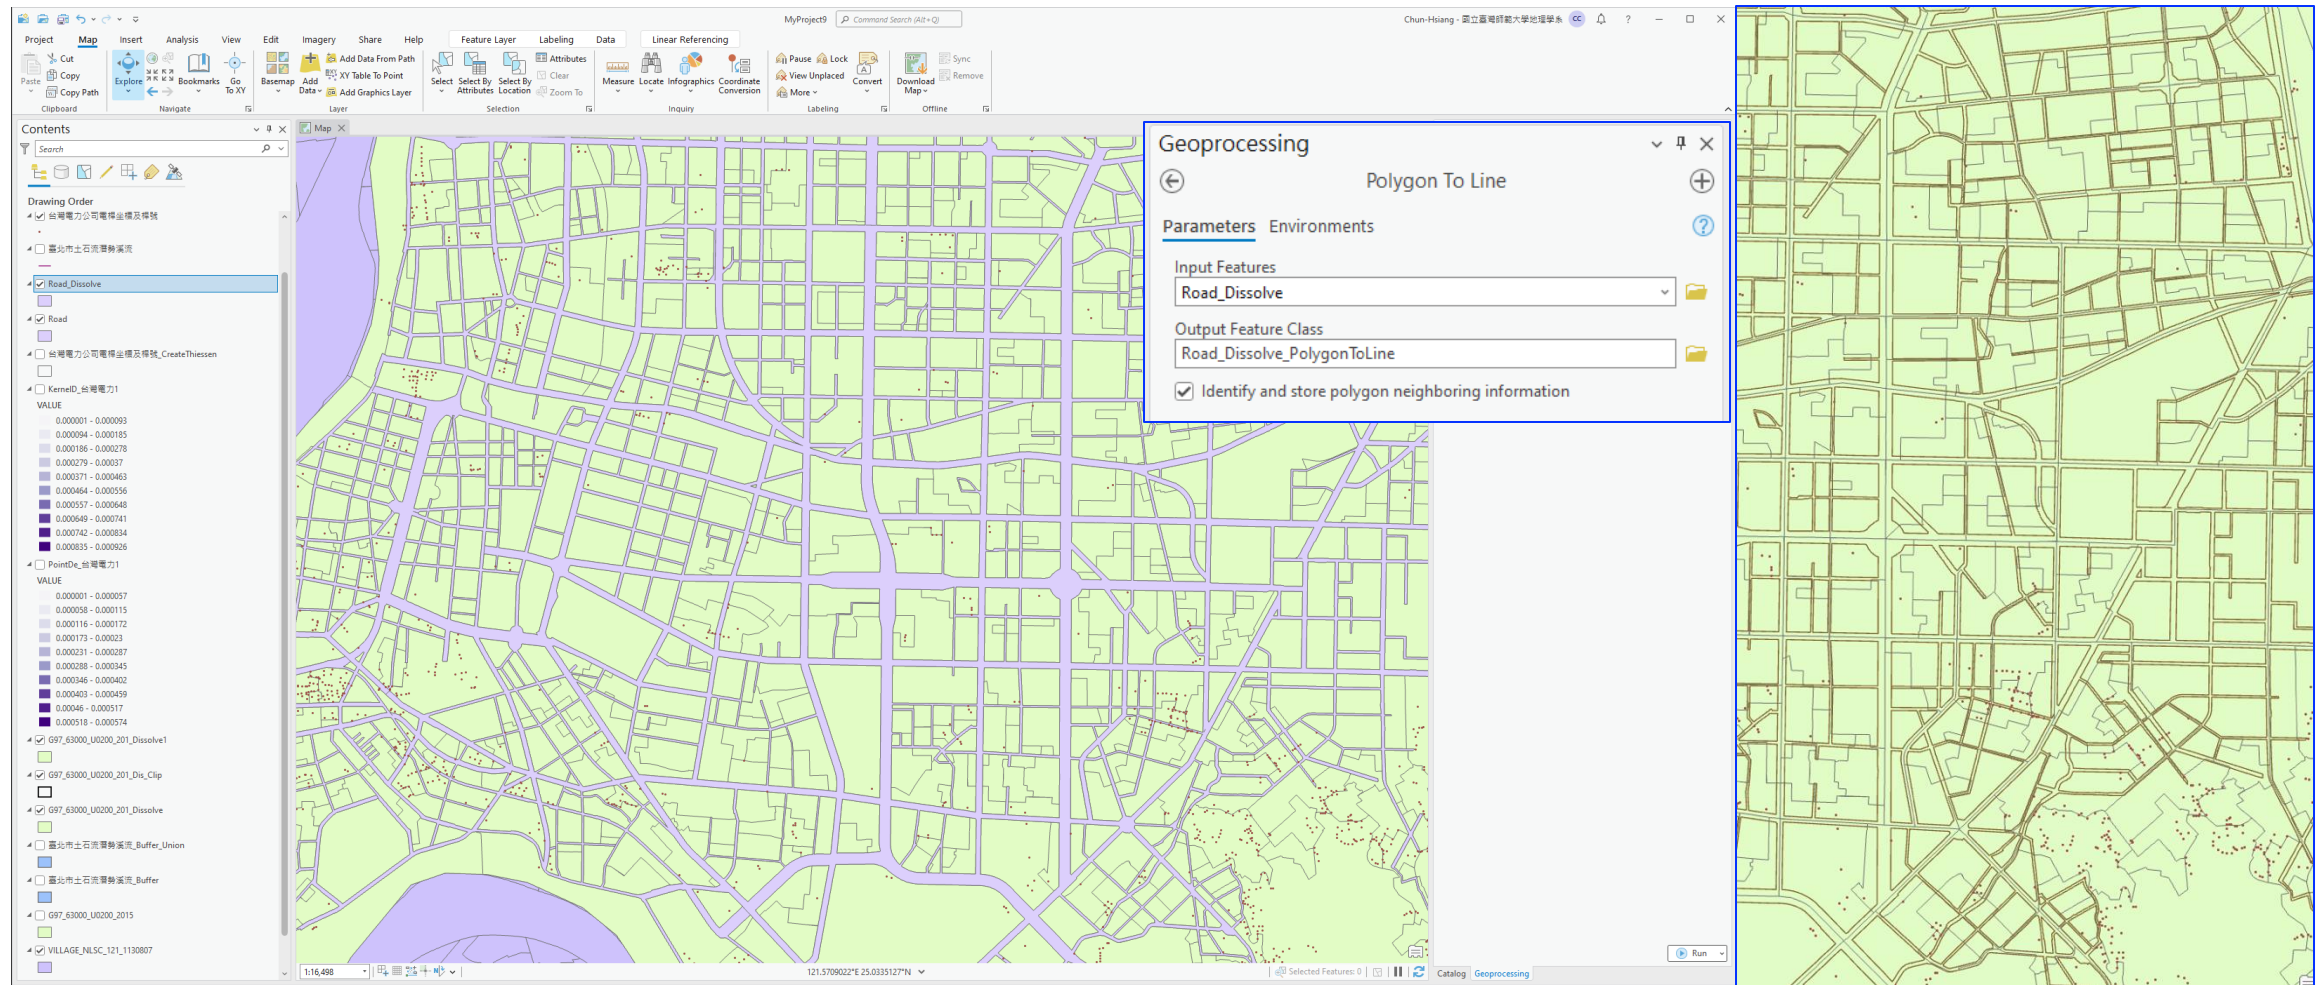 MyProject9
Command Search (Alt+Q)
Chun-Hsiang - 國立臺灣師範大學地理學系
CC
?
Project Map Insert Analysis View Edit Imagery Share Help Feature Layer Labeling Data Linear Referencing
Paste
Cut
Copy
Copy Path
Clipboard
Explore
Bookmarks
Go To XY
Navigate
Basemap
Add Data
Add Data From Path
XY Table To Point
Add Graphics Layer
Layer
Select
Select By Attributes
Select By Location
Attributes
Clear
Zoom To
Selection
Measure
Locate
Infographics
Coordinate Conversion
Inquiry
Pause
Lock
View Unplaced
More
Convert
Labeling
Download Map
Sync
Remove
Offline
Contents
Search
Drawing Order
台灣電力公司電桿坐標及桿號
臺北市土石流潛勢溪流
Road_Dissolve
Road
台灣電力公司電桿坐標及桿號_CreateThiessen
KernelD_台灣電力1
VALUE
0.000001 - 0.000093
0.000094 - 0.000185
0.000186 - 0.000278
0.000279 - 0.00037
0.000371 - 0.000463
0.000464 - 0.000556
0.000557 - 0.000648
0.000649 - 0.000741
0.000742 - 0.000834
0.000835 - 0.000926
PointDe_台灣電力1
VALUE
0.000001 - 0.000057
0.000058 - 0.000115
0.000116 - 0.000172
0.000173 - 0.00023
0.000231 - 0.000287
0.000288 - 0.000345
0.000346 - 0.000402
0.000403 - 0.000459
0.00046 - 0.000517
0.000518 - 0.000574
G97_63000_U0200_201_Dissolve1
G97_63000_U0200_201_Dis_Clip
G97_63000_U0200_201_Dissolve
臺北市土石流潛勢溪流_Buffer_Union
臺北市土石流潛勢溪流_Buffer
G97_63000_U0200_2015
VILLAGE_NLSC_121_1130807
Map
Geoprocessing
Polygon To Line
Parameters Environments
?
Input Features
Road_Dissolve
Output Feature Class
Road_Dissolve_PolygonToLine
Identify and store polygon neighboring information
Run
1:16,498
121.5709022°E 25.0335127°N
Selected Features: 0
Catalog Geoprocessing